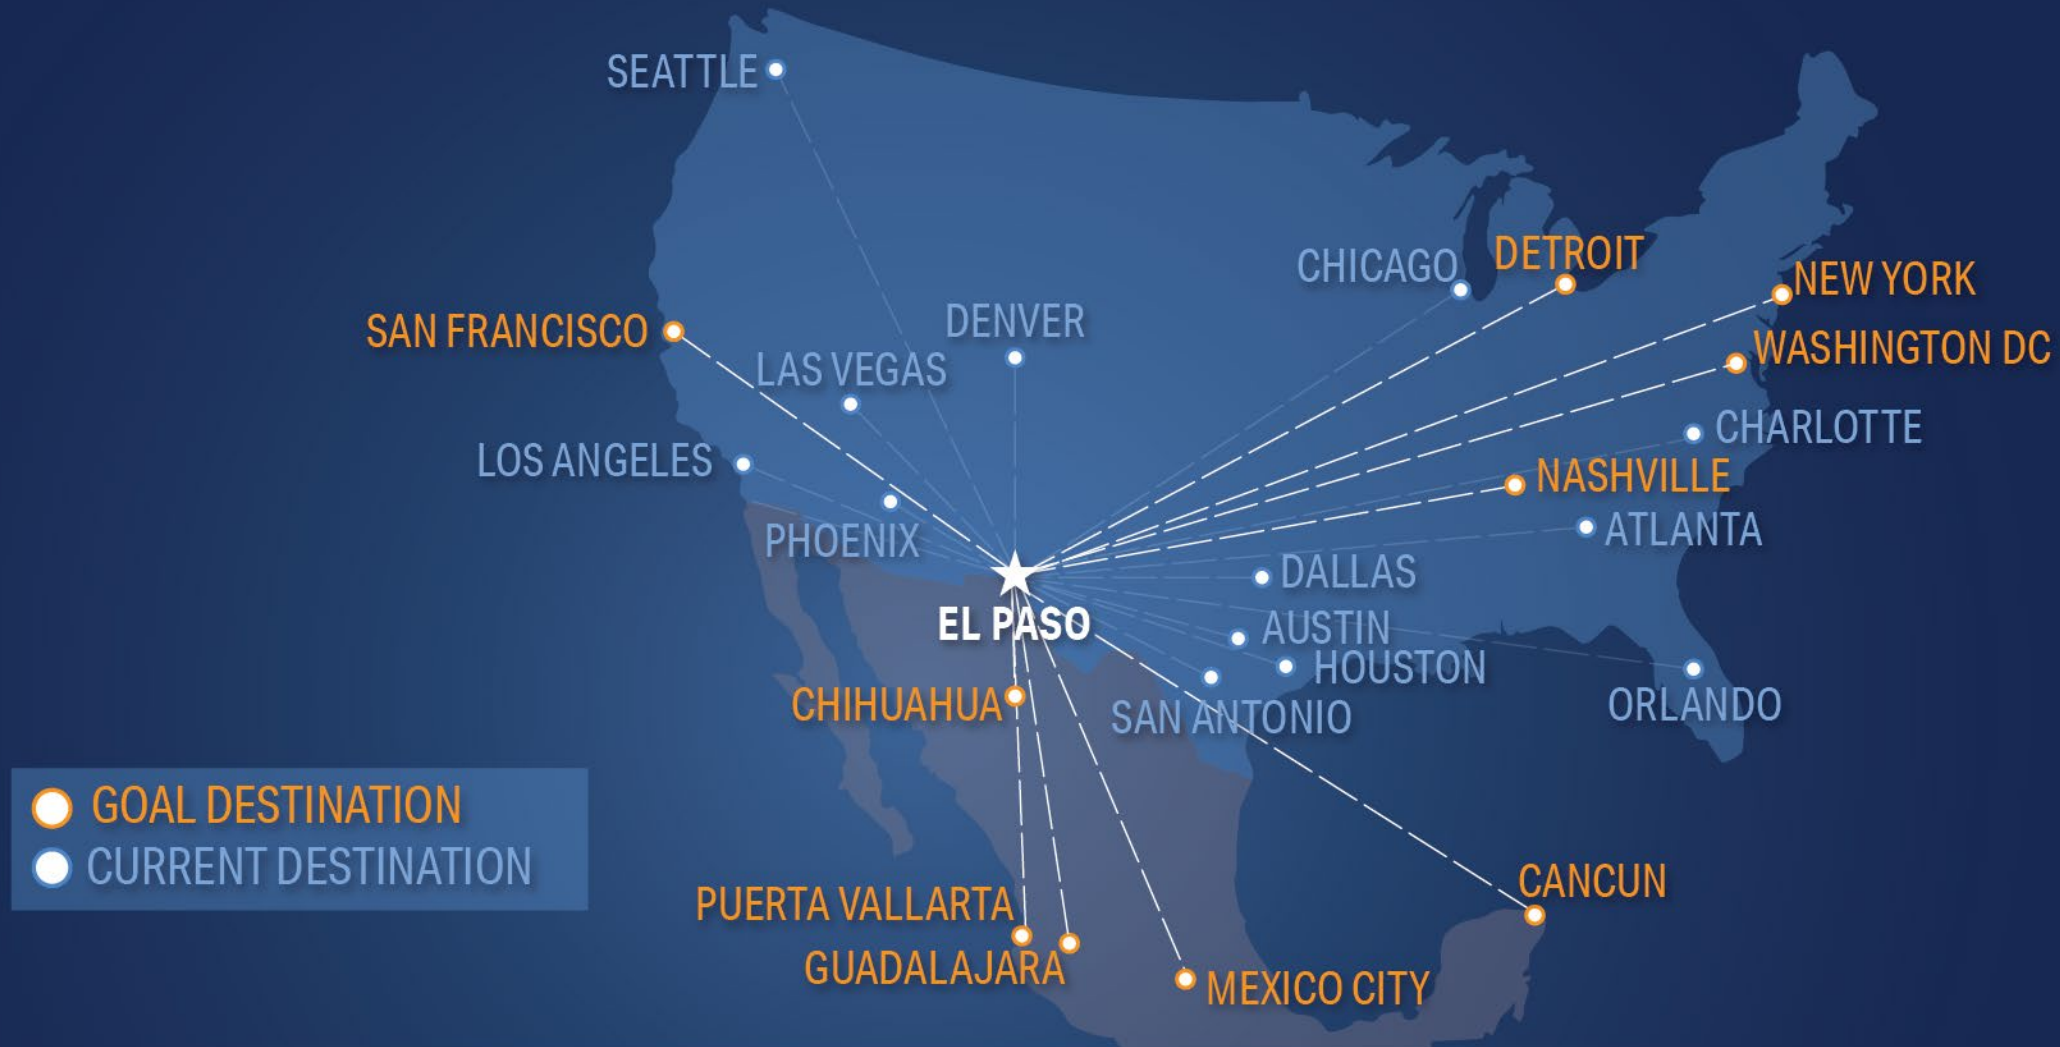 SEATTLE
CHICAGO
DETROIT
NEW YORK
SAN FRANCISCO
DENVER
WASHINGTON DC
LAS VEGAS
CHARLOTTE
LOS ANGELES
NASHVILLE
PHOENIX
ATLANTA
DALLAS
EL PASO
AUSTIN
HOUSTON
CHIHUAHUA
SAN ANTONIO
ORLANDO
GOAL DESTINATION
CURRENT DESTINATION
CANCUN
PUERTA VALLARTA
GUADALAJARA
MEXICO CITY